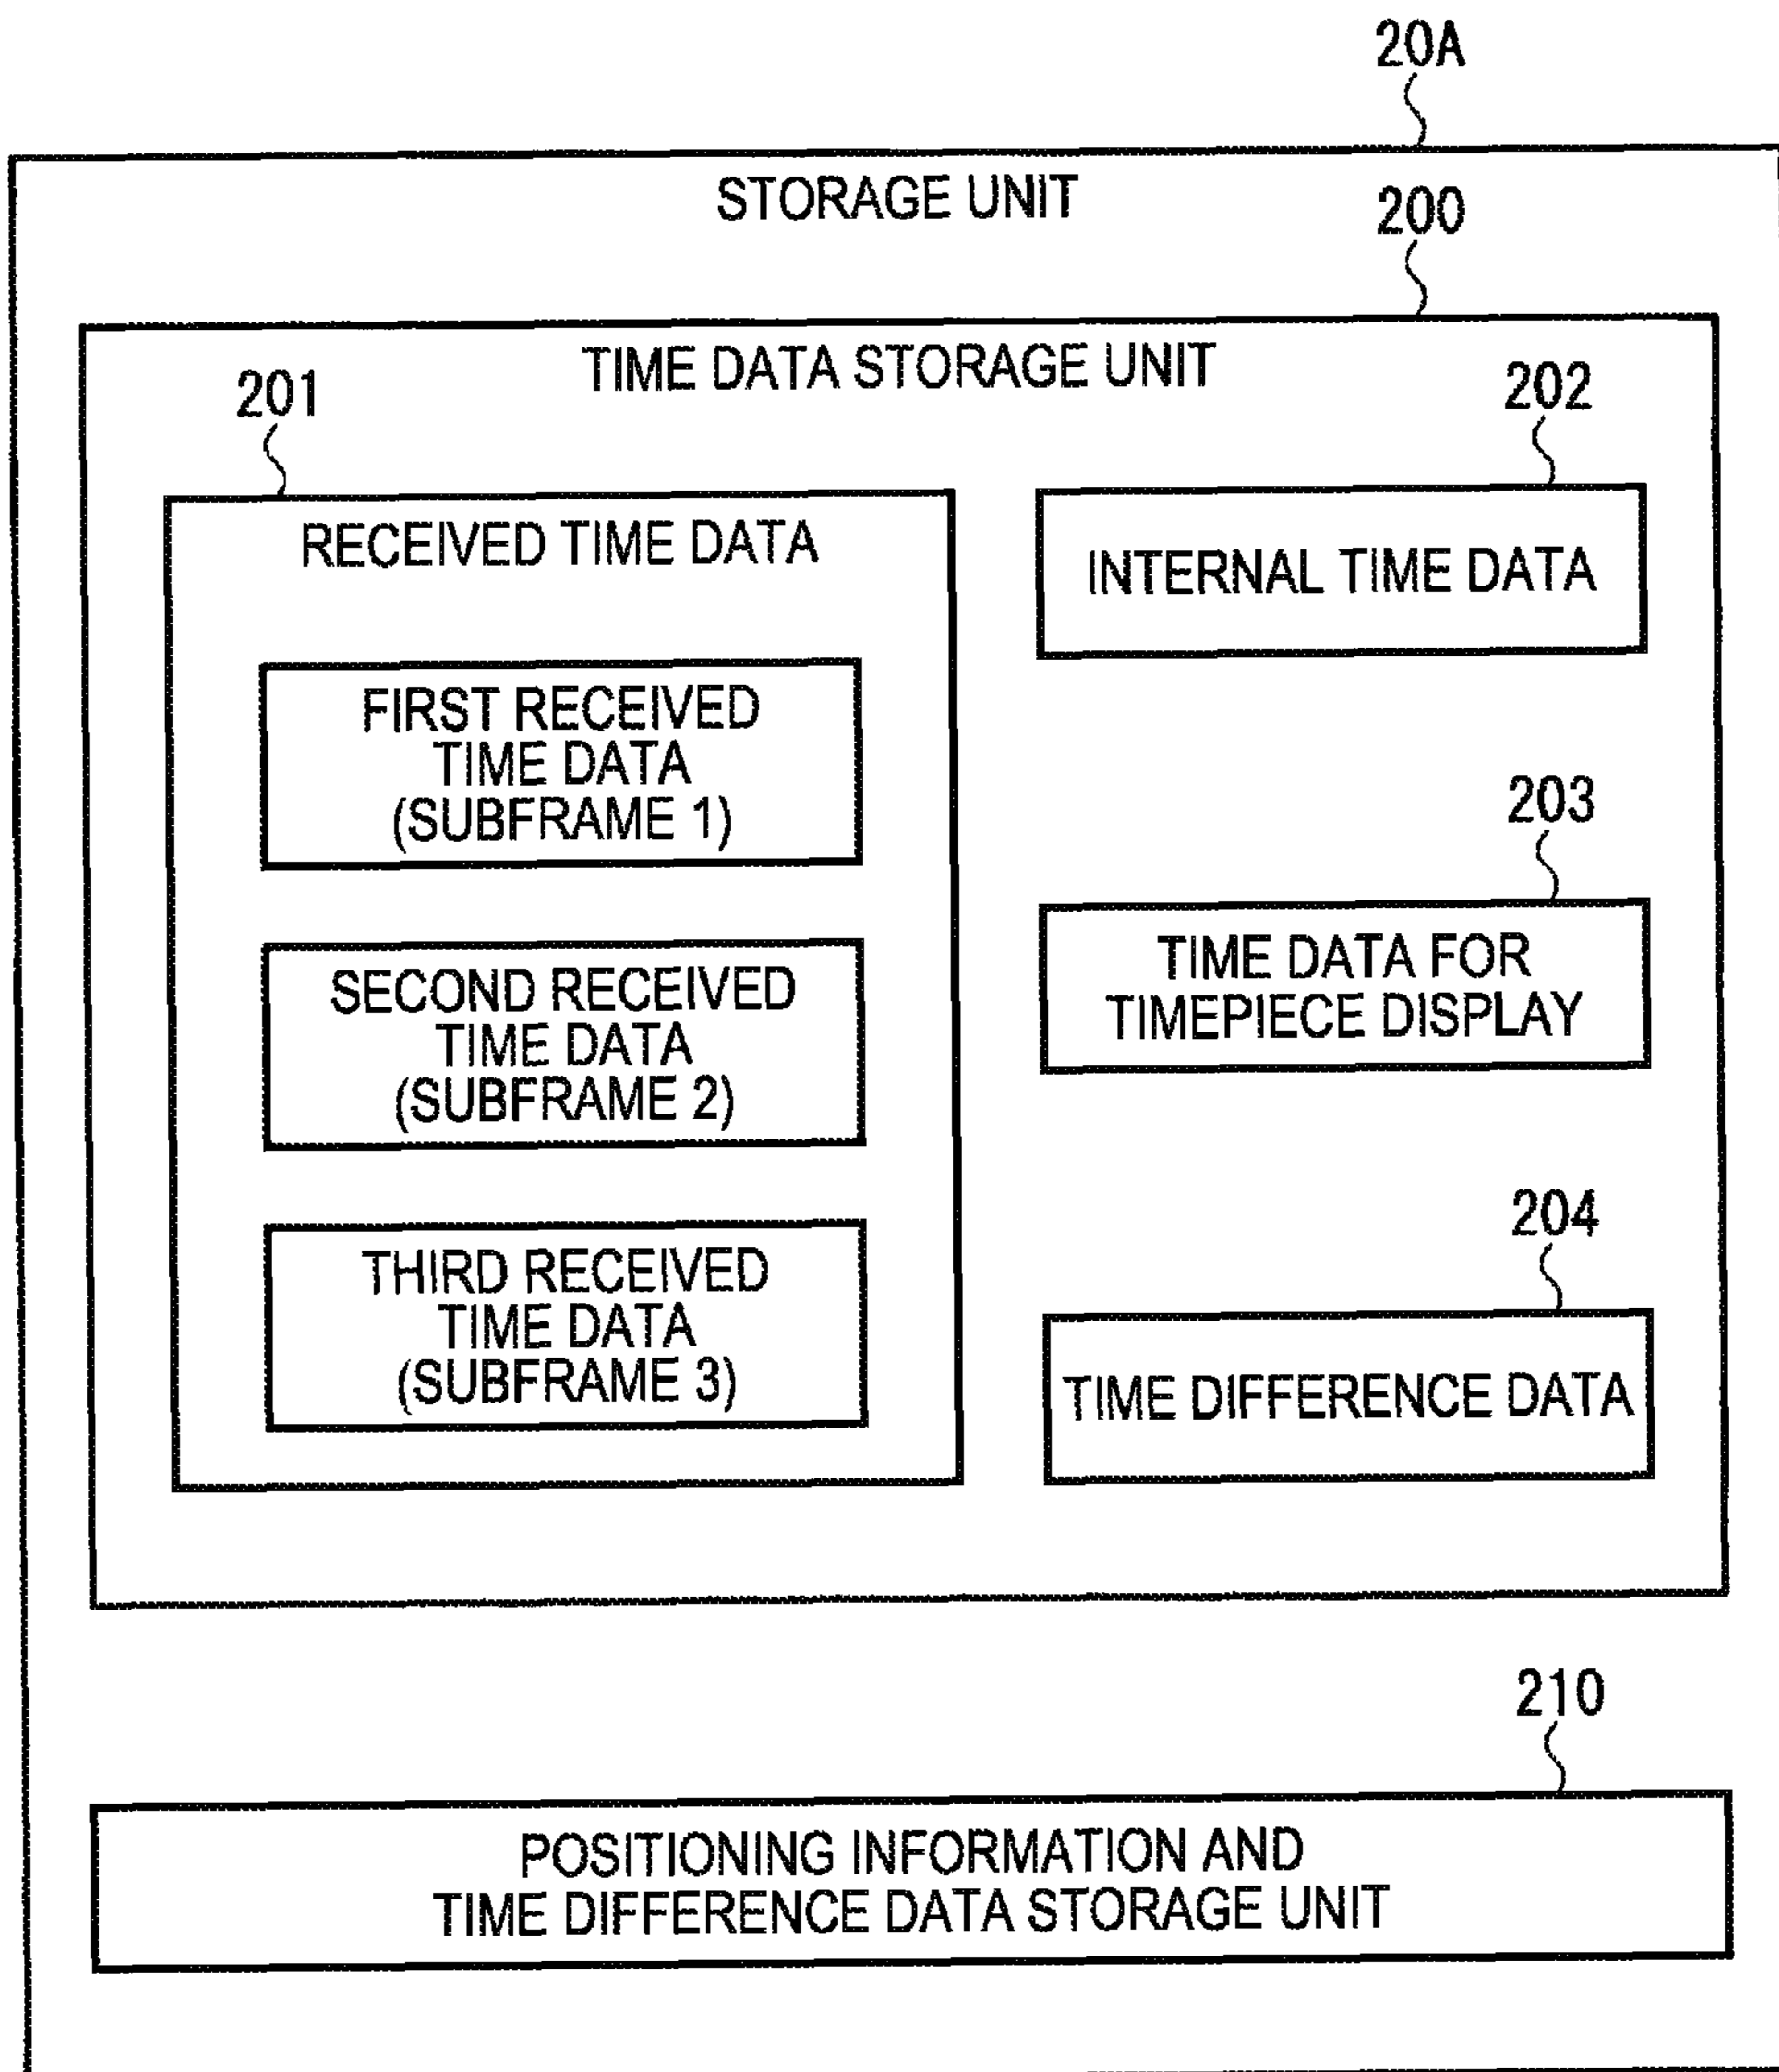 20A
STORAGE UNIT
200
TIME DATA STORAGE UNIT
201
202
RECEIVED TIME DATA
INTERNAL TIME DATA
FIRST RECEIVED
TIME DATA
(SUBFRAME 1)
203
SECOND RECEIVED
TIME DATA
(SUBFRAME 2)
TIME DATA FOR
TIMEPIECE DISPLAY
204
THIRD RECEIVED
TIME DATA
(SUBFRAME 3)
TIME DIFFERENCE DATA
210
POSITIONING INFORMATION AND
TIME DIFFERENCE DATA STORAGE UNIT